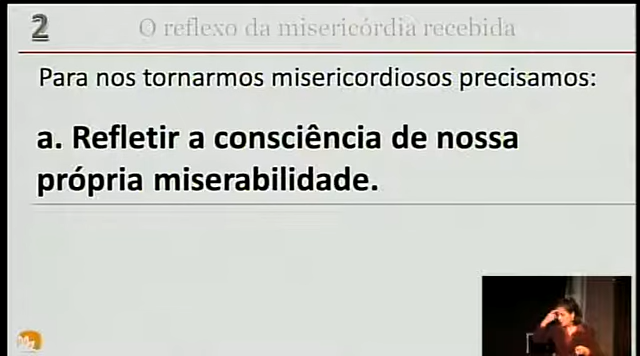 2
O reflexo da misericórdia recebida
Para nos tornarmos misericordiosos precisamos:
a. Refletir a consciência de nossa
própria miserabilidade.